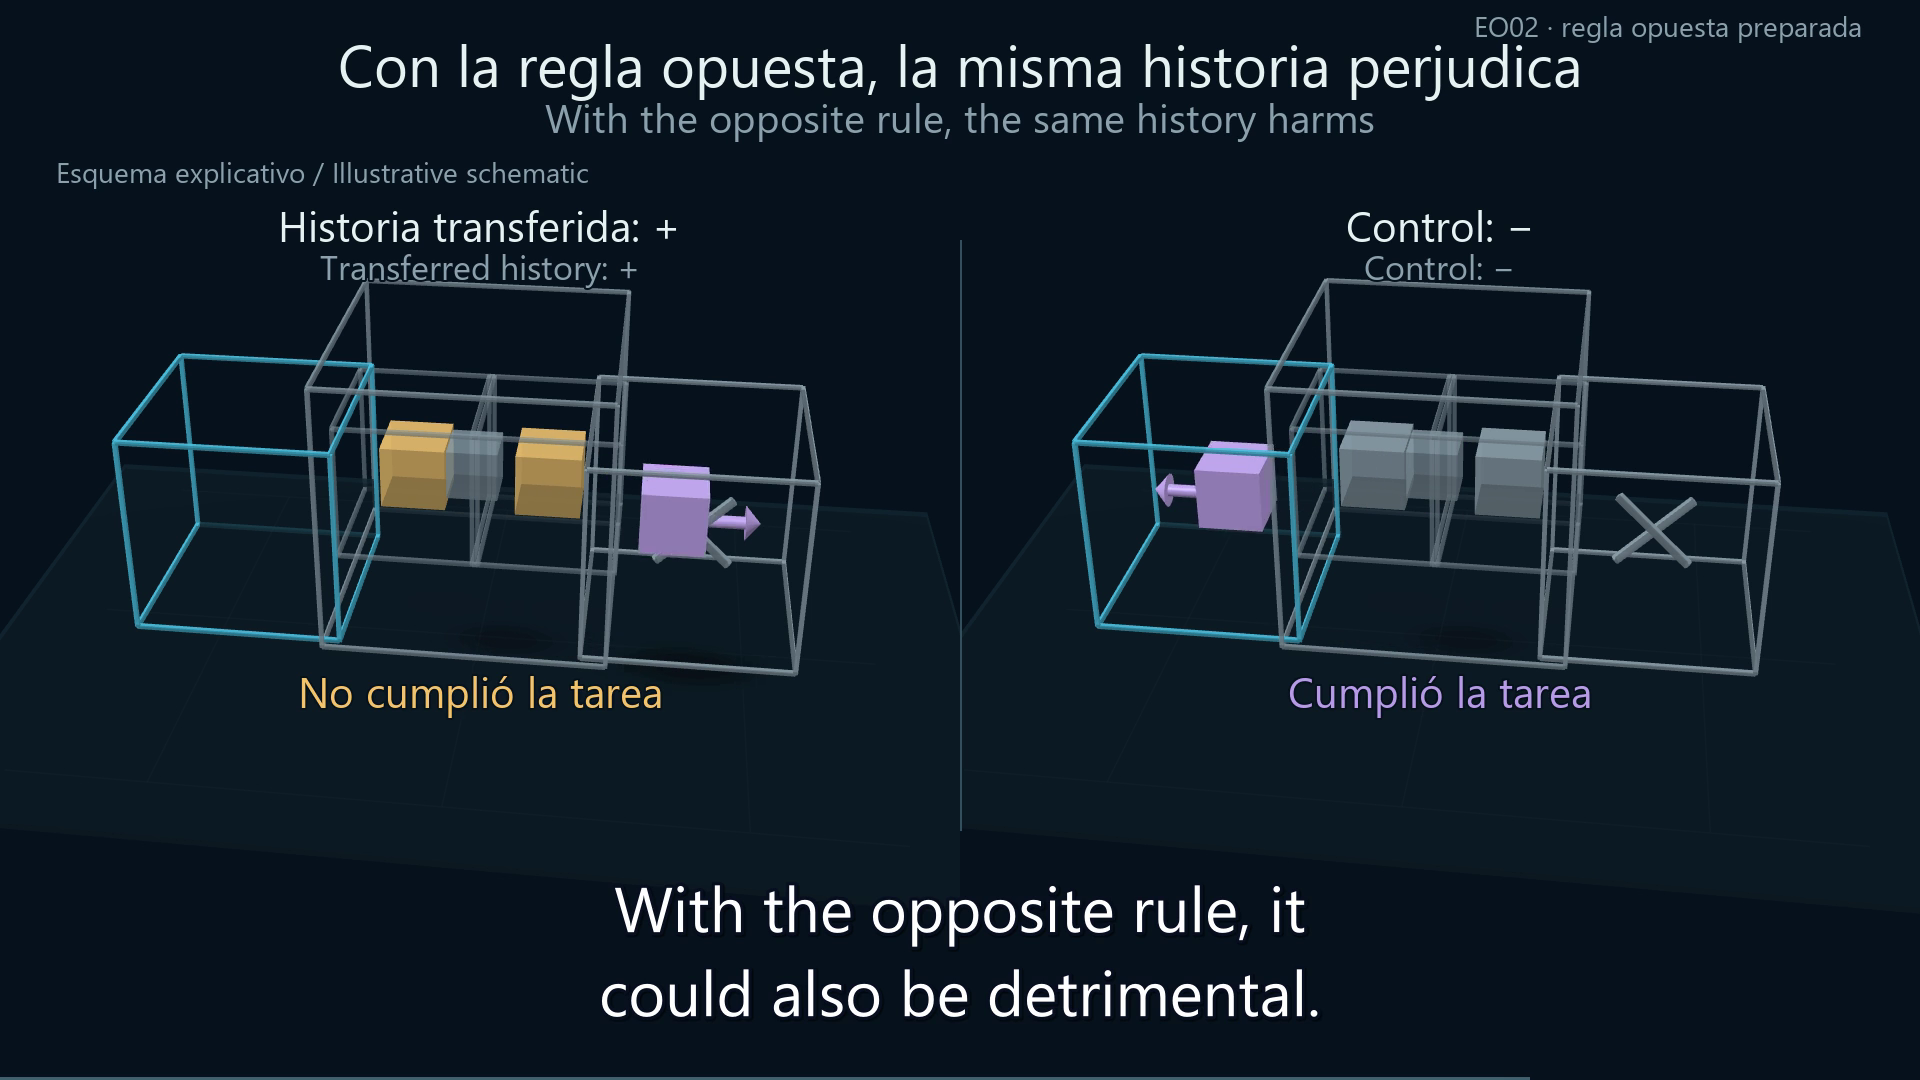 EO02 · regla opuesta preparada
Con la regla opuesta, la misma historia perjudica
With the opposite rule, the same history harms
Esquema explicativo / Illustrative schematic
Historia transferida: +
Transferred history: +
Control: −
Control: −
No cumplió la tarea
Cumplió la tarea
With the opposite rule, it
could also be detrimental.